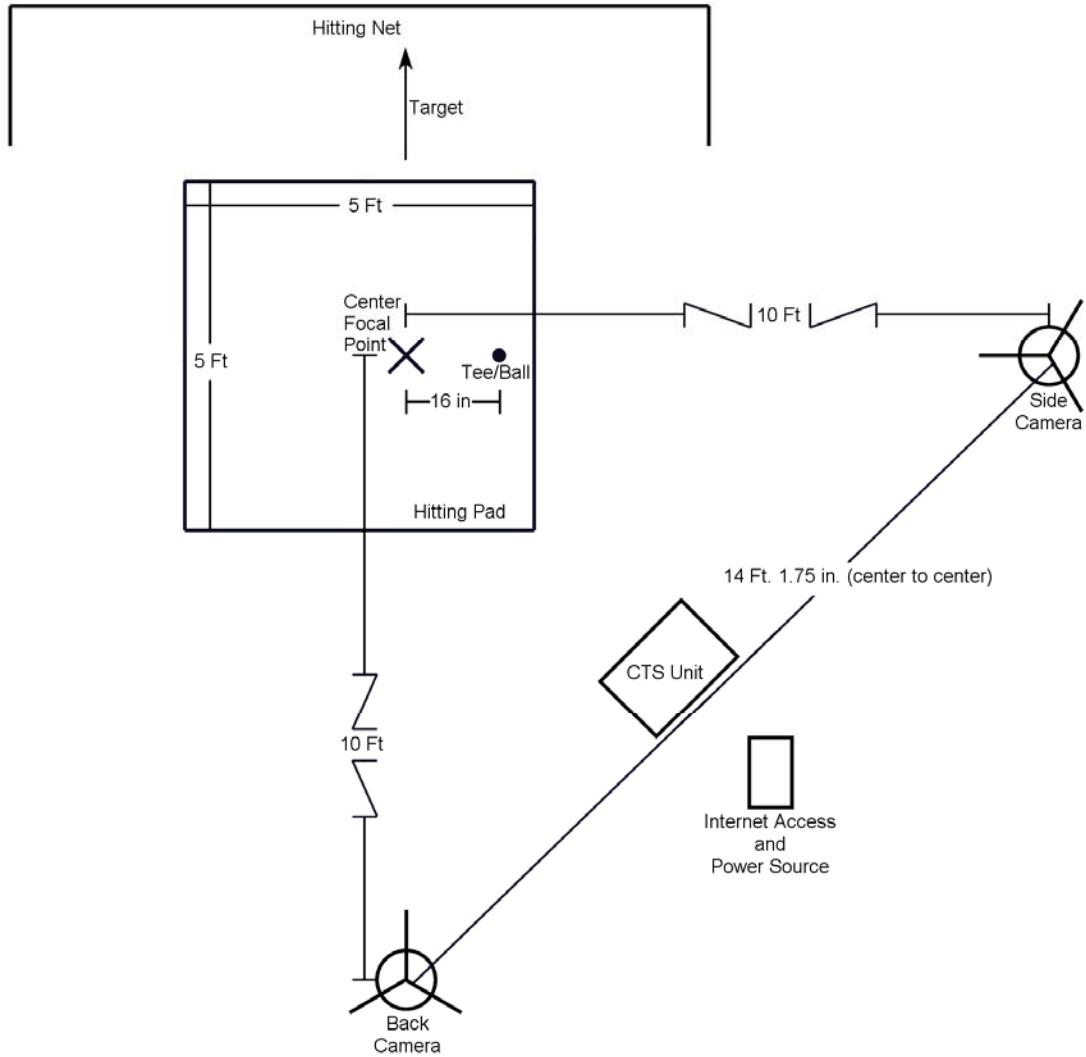 Hitting Net
Target
5 Ft
Center
Focal
Point
10 Ft
5 Ft
Tee/Ball
16 in
Side
Camera
Hitting Pad
14 Ft. 1.75 in. (center to center)
CTS Unit
10 Ft
Internet Access
and
Power Source
Back
Camera